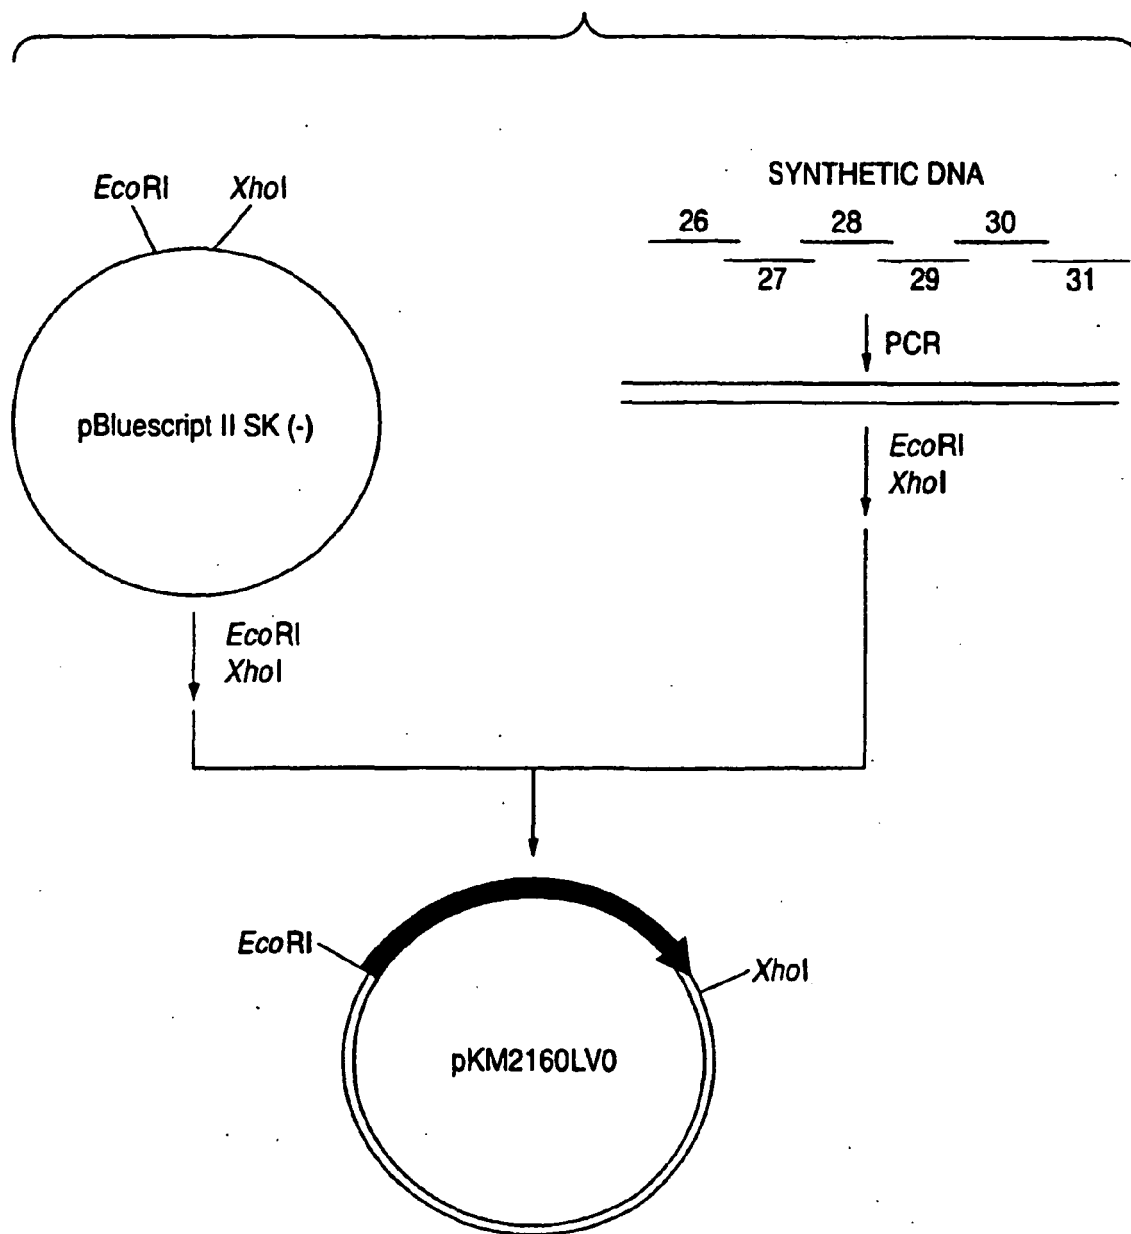 EcoRI XhoI
pBluescript II SK (-)
EcoRI
XhoI
SYNTHETIC DNA
26 28 30
27 29 31
PCR
EcoRI
XhoI
EcoRI
XhoI
pKM2160LV0